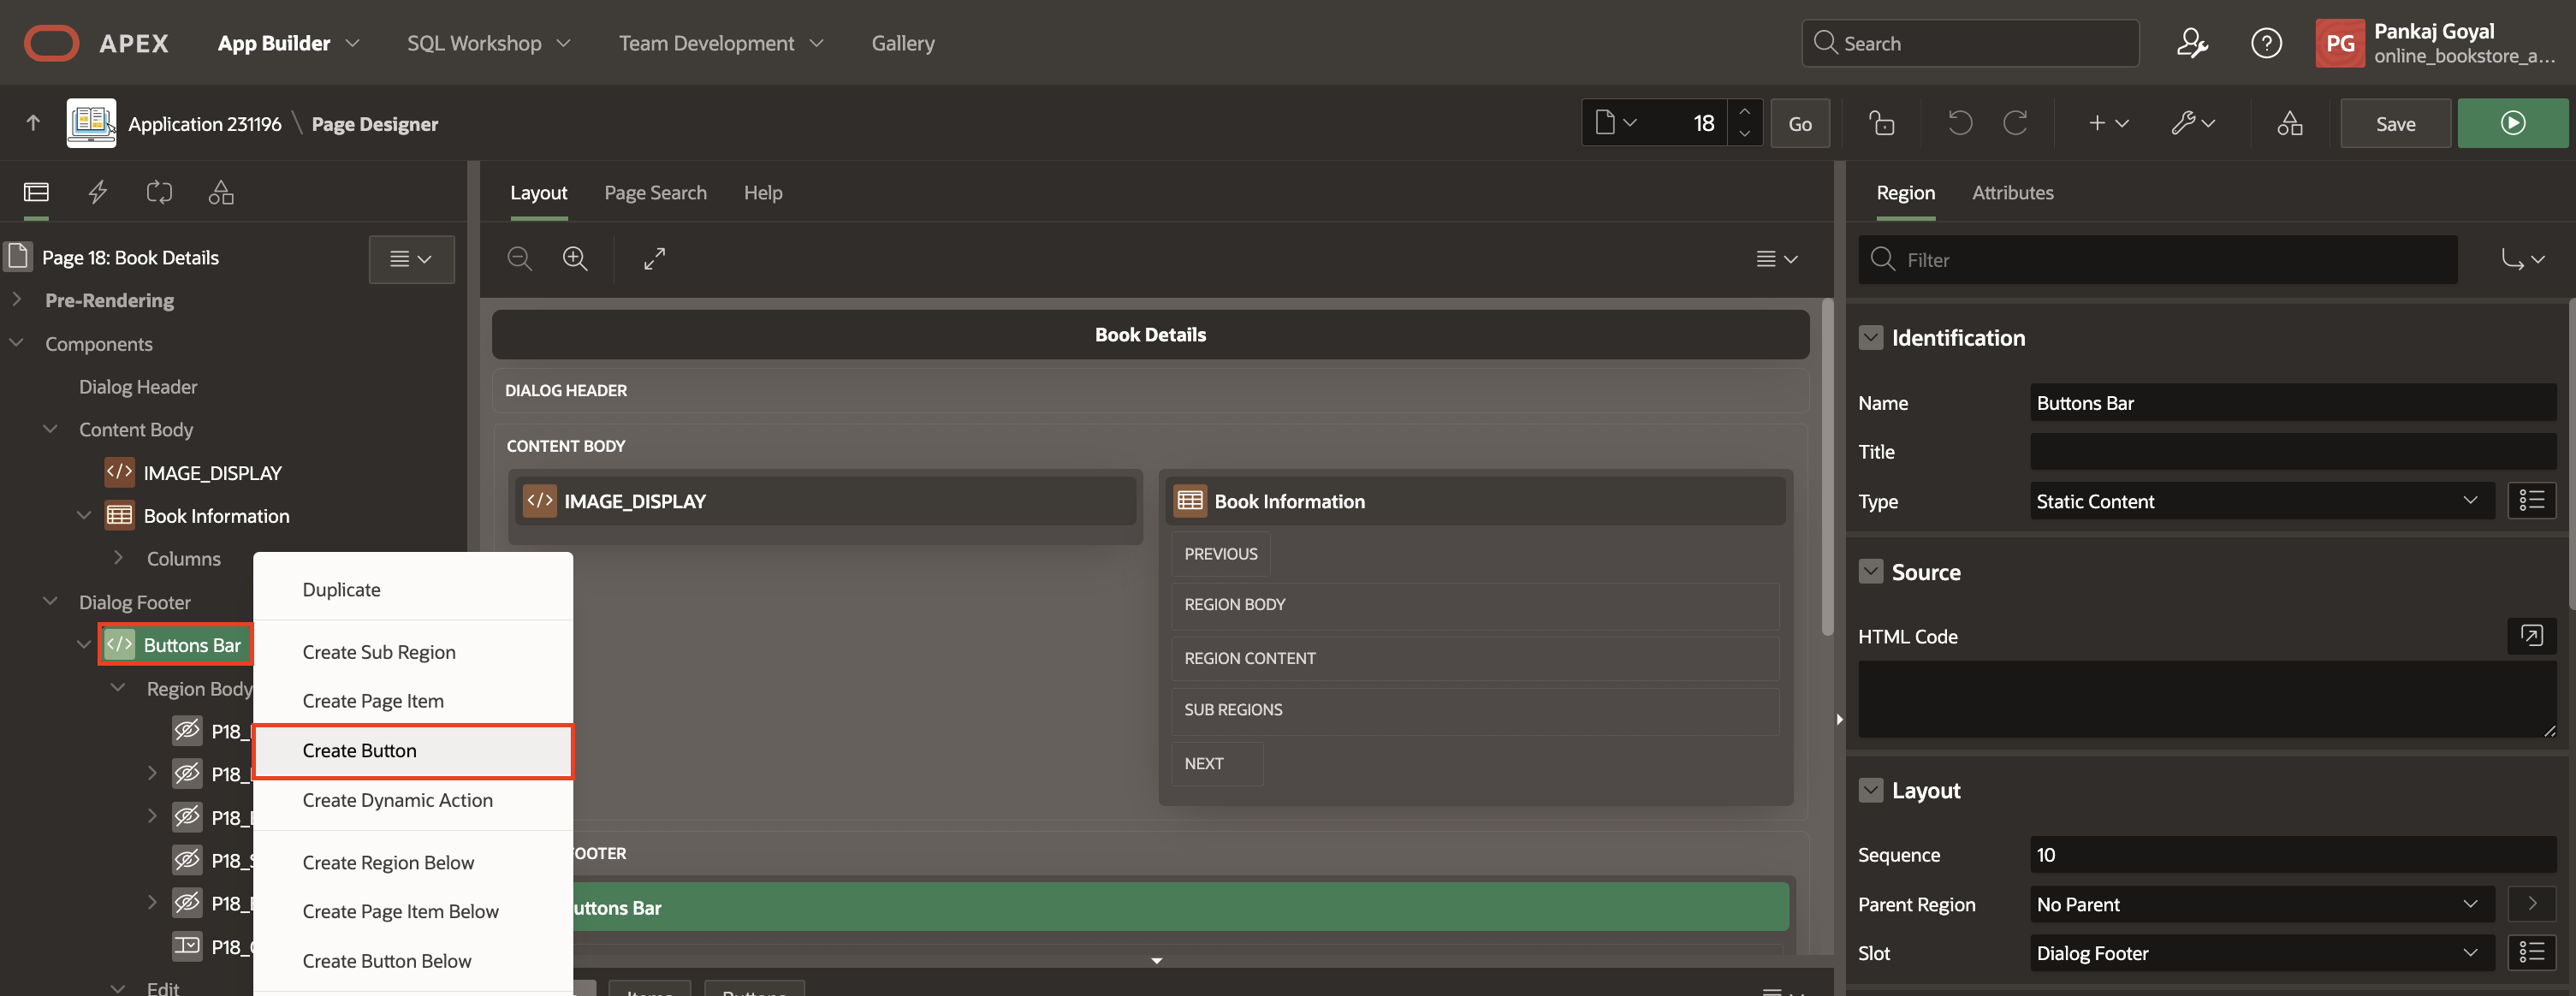 APEX App Builder SQL Workshop Team Development Gallery Search Pankaj Goyal
PG online_bookstore_a...
Application 231196 \ Page Designer 18 Go Save
Layout Page Search Help
Region Attributes
Page 18: Book Details
Filter
Pre-Rendering
Components
Dialog Header
Content Body
IMAGE_DISPLAY
Book Information
Columns
Dialog Footer
Buttons Bar
Region Body
P18_
P18_
P18_
P18_
P18_
P18_
Edit
Duplicate
Create Sub Region
Create Page Item
Create Button
Create Dynamic Action
Create Region Below
Create Page Item Below
Create Button Below
Book Details
DIALOG HEADER
CONTENT BODY
IMAGE_DISPLAY
Book Information
PREVIOUS
REGION BODY
REGION CONTENT
SUB REGIONS
NEXT
OOTER
uttons Bar
Items Buttons
Identification
Name Buttons Bar
Title
Type Static Content
Source
HTML Code
Layout
Sequence 10
Parent Region No Parent
Slot Dialog Footer